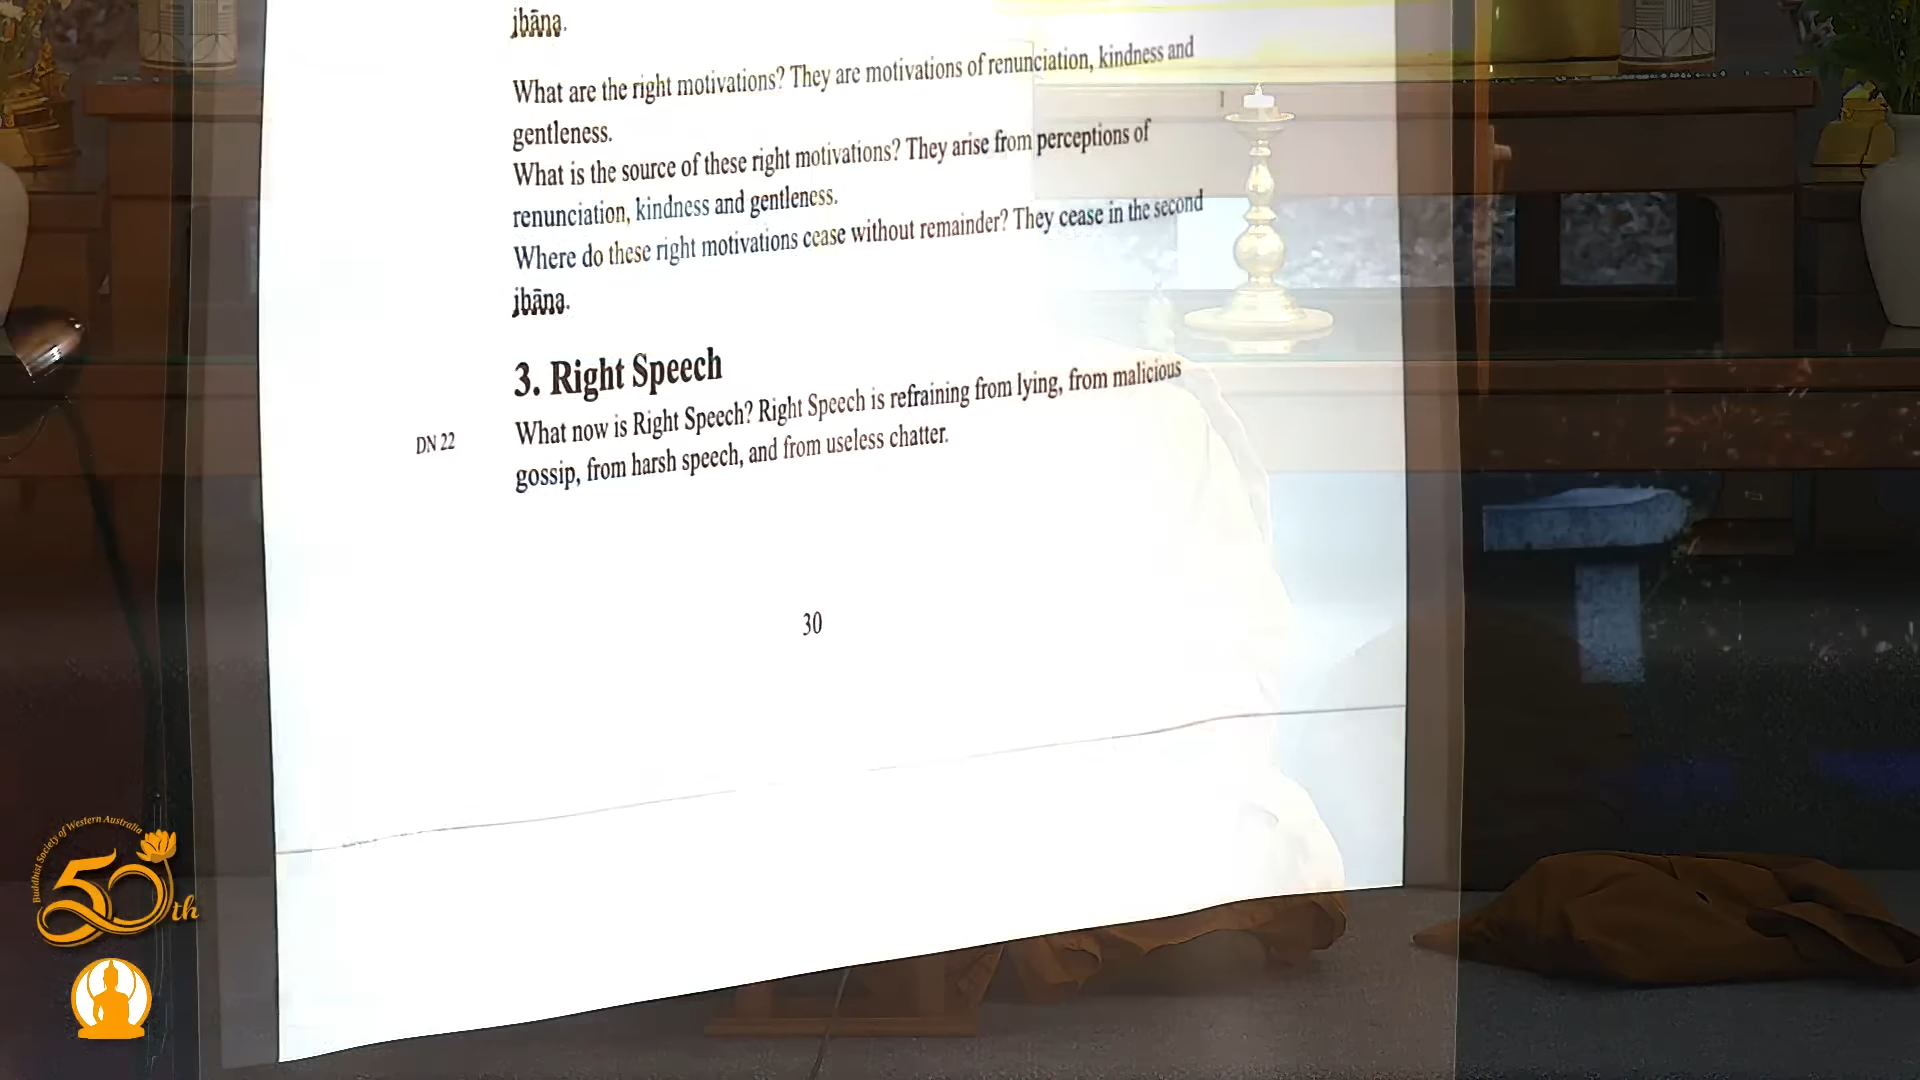 jhāna.
What are the right motivations? They are motivations of renunciation, kindness and
gentleness.
What is the source of these right motivations? They arise from perceptions of
renunciation, kindness and gentleness.
Where do these right motivations cease without remainder? They cease in the second
jhāna.
3. Right Speech
DN 22
What now is Right Speech? Right Speech is refraining from lying, from malicious
gossip, from harsh speech, and from useless chatter.
30
Buddhist Society of Western Australia
50th